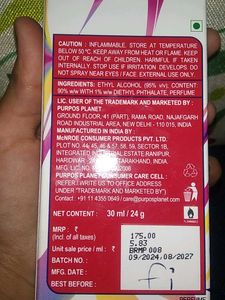 CAUTION : INFLAMMABLE. STORE AT TEMPERATURE
BELOW 50 °C. KEEP AWAY FROM HEAT OR FLAME. KEEP
OUT OF REACH OF CHILDREN. HARMFUL IF TAKEN
INTERNALLY. STOP USE IF IRRITATION DEVELOPS. DO
NOT SPRAY NEAR EYES / FACE. EXTERNAL USE ONLY.
INGREDIENTS: ETHYL ALCOHOL (95% v/v), CONTENT:
90% w/w WITH 1% w/w DIETHYL PHTHALATE, PERFUME
LIC. USER OF THE TRADEMARK AND MARKETED BY :
PURPOS PLANET
GROUND FLOOR, 41 (PART), RAMA ROAD, NAJAFGARH
ROAD INDUSTRIAL AREA, NEW DELHI - 110 015, INDIA
MANUFACTURED IN INDIA BY :
McNROE CONSUMER PRODUCTS PVT. LTD.
PLOT NO. 44, 45, 46 & 57, 58, 59, SECTOR 1B,
INTEGRATED INDUSTRIAL ESTATE RANIPUR,
HARIDWAR - UTTARAKHAND, INDIA
PURPOS PLANET CONSUMER CARE CELL :
(REFER / WRITE US TO OFFICE ADDRESS
UNDER "TRADEMARK AND MARKETED BY")
CONTACT : +91 11 4355 0849 / care@purposplanet.com
NET CONTENT : 30 ml / 24 g
MRP : ₹
(Incl. of all taxes)
175.00
Unit sale price / ml : ₹
5.83
BATCH NO. :
BRMP 008
MFG. DATE :
09/2024,08/2027
BEST BEFORE :